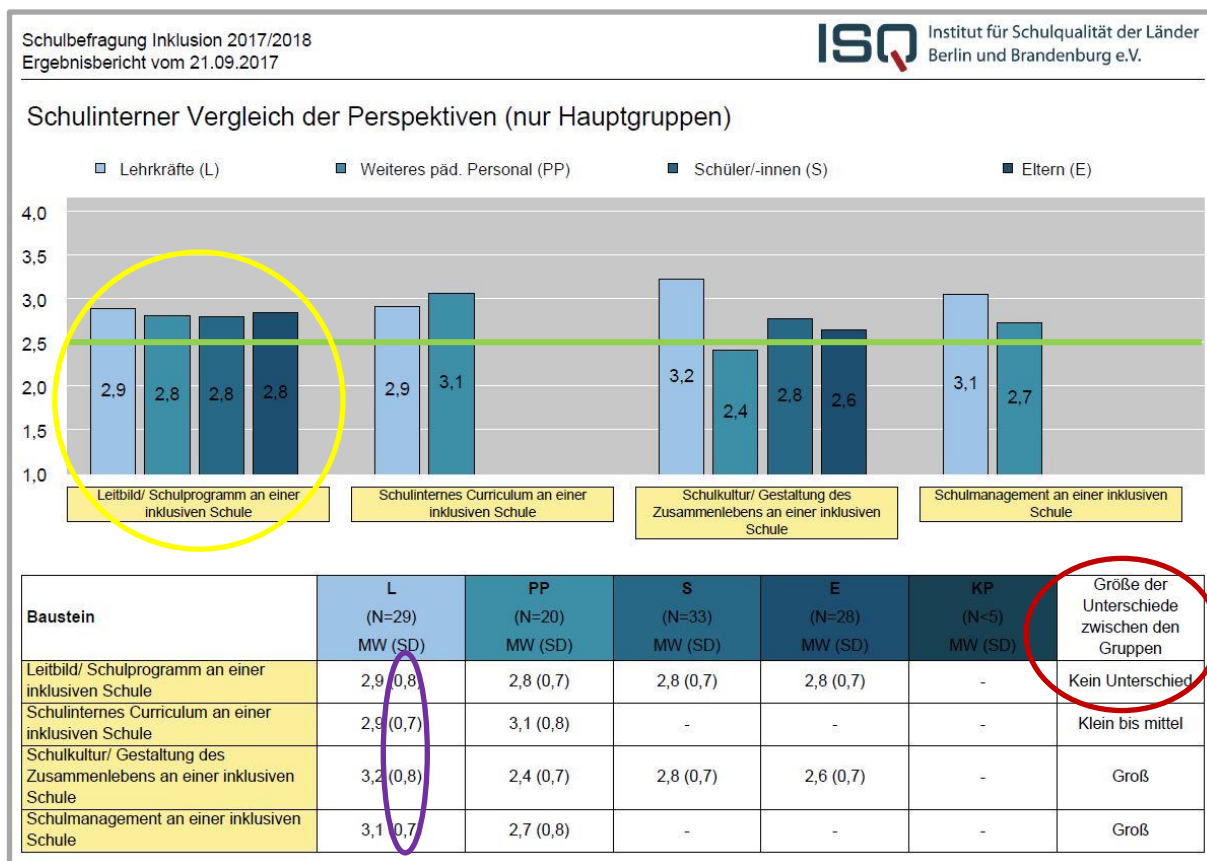 Schulbefragung Inklusion 2017/2018
Ergebnisbericht vom 21.09.2017
ISQ
Institut für Schulqualität der Länder
Berlin und Brandenburg e.V.
Schulinterner Vergleich der Perspektiven (nur Hauptgruppen)
Lehrkräfte (L) Weiteres päd. Personal (PP) Schüler/-innen (S) Eltern (E)
4,0
3,5
3,0
2,5
2,0
1,5
1,0
2,9 2,8 2,8 2,8 2,9 3,1 3,2 2,4 2,8 2,6 3,1 2,7
Leitbild/ Schulprogramm an einer
inklusiven Schule
Schulinternes Curriculum an einer
inklusiven Schule
Schulkultur/ Gestaltung des
Zusammenlebens an einer inklusiven
Schule
Schulmanagement an einer inklusiven
Schule
Baustein
L
(N=29)
MW (SD)
PP
(N=20)
MW (SD)
S
(N=33)
MW (SD)
E
(N=28)
MW (SD)
KP
(N<5)
MW (SD)
Größe der
Unterschiede
zwischen den
Gruppen
Leitbild/ Schulprogramm an einer
inklusiven Schule
2,9 (0,8) 2,8 (0,7) 2,8 (0,7) 2,8 (0,7) - Kein Unterschied
Schulinternes Curriculum an einer
inklusiven Schule
2,9 (0,7) 3,1 (0,8) - - - Klein bis mittel
Schulkultur/ Gestaltung des
Zusammenlebens an einer inklusiven
Schule
3,2 (0,8) 2,4 (0,7) 2,8 (0,7) 2,6 (0,7) - Groß
Schulmanagement an einer inklusiven
Schule
3,1 (0,7) 2,7 (0,8) - - - Groß